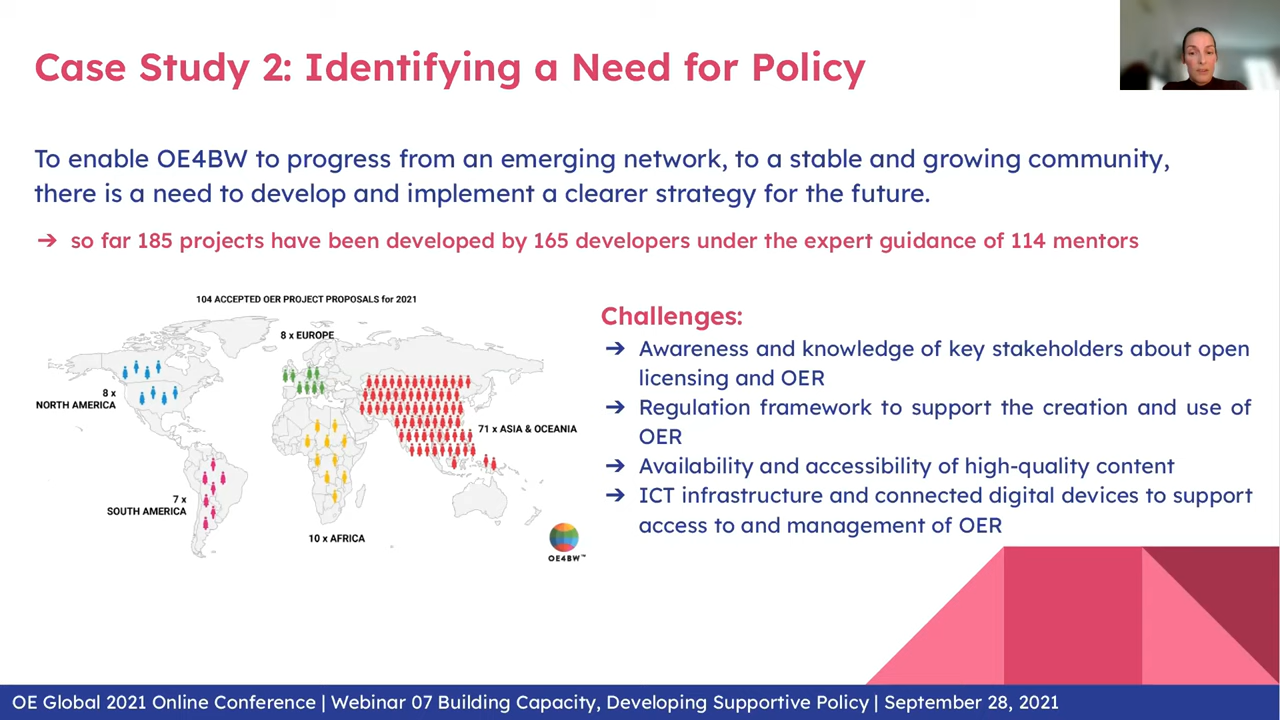 Case Study 2: Identifying a Need for Policy
To enable OE4BW to progress from an emerging network, to a stable and growing community,
there is a need to develop and implement a clearer strategy for the future.
➔ so far 185 projects have been developed by 165 developers under the expert guidance of 114 mentors
104 ACCEPTED OER PROJECT PROPOSALS for 2021
8 x EUROPE
8 x
NORTH AMERICA
71 x ASIA & OCEANIA
7 x
SOUTH AMERICA
10 x AFRICA
OE4BW™
Challenges:
➔ Awareness and knowledge of key stakeholders about open
licensing and OER
➔ Regulation framework to support the creation and use of
OER
➔ Availability and accessibility of high-quality content
➔ ICT infrastructure and connected digital devices to support
access to and management of OER
OE Global 2021 Online Conference | Webinar 07 Building Capacity, Developing Supportive Policy | September 28, 2021